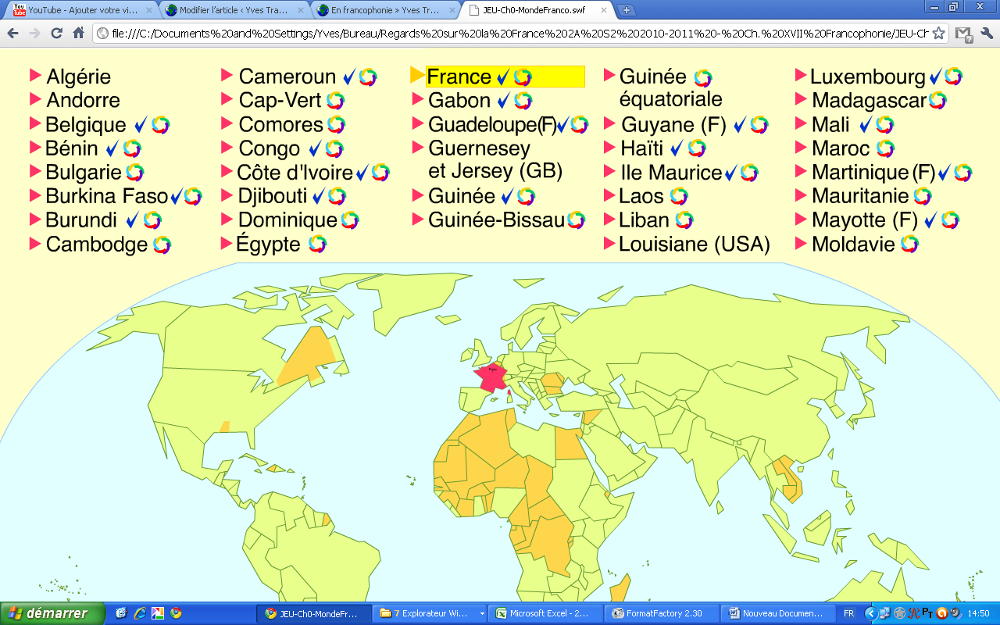 YouTube - Ajouter votre vi...
Modifier l'article ‹ Yves Tra...
En francophonie » Yves Tr...
JEU-Ch0-MondeFranco.swf
file:///C:/Documents%20and%20Settings/Yves/Bureau/Regards%20sur%20la%20France%202A%20S2%202010-2011%20-%20Ch.%20XVII%20Francophonie/JEU-Ch
Algérie
Andorre
Belgique
Bénin
Bulgarie
Burkina Faso
Burundi
Cambodge
Cameroun
Cap-Vert
Comores
Congo
Côte d'Ivoire
Djibouti
Dominique
Égypte
France
Gabon
Guadeloupe(F)
Guernesey
et Jersey (GB)
Guinée
Guinée-Bissau
Guinée
équatoriale
Guyane (F)
Haïti
Ile Maurice
Laos
Liban
Louisiane (USA)
Luxembourg
Madagascar
Mali
Maroc
Martinique (F)
Mauritanie
Mayotte (F)
Moldavie
démarrer
JEU-Ch0-MondeFr...
7 Explorateur Wi...
Microsoft Excel - 2...
FormatFactory 2.30
Nouveau Documen...
FR
14:50